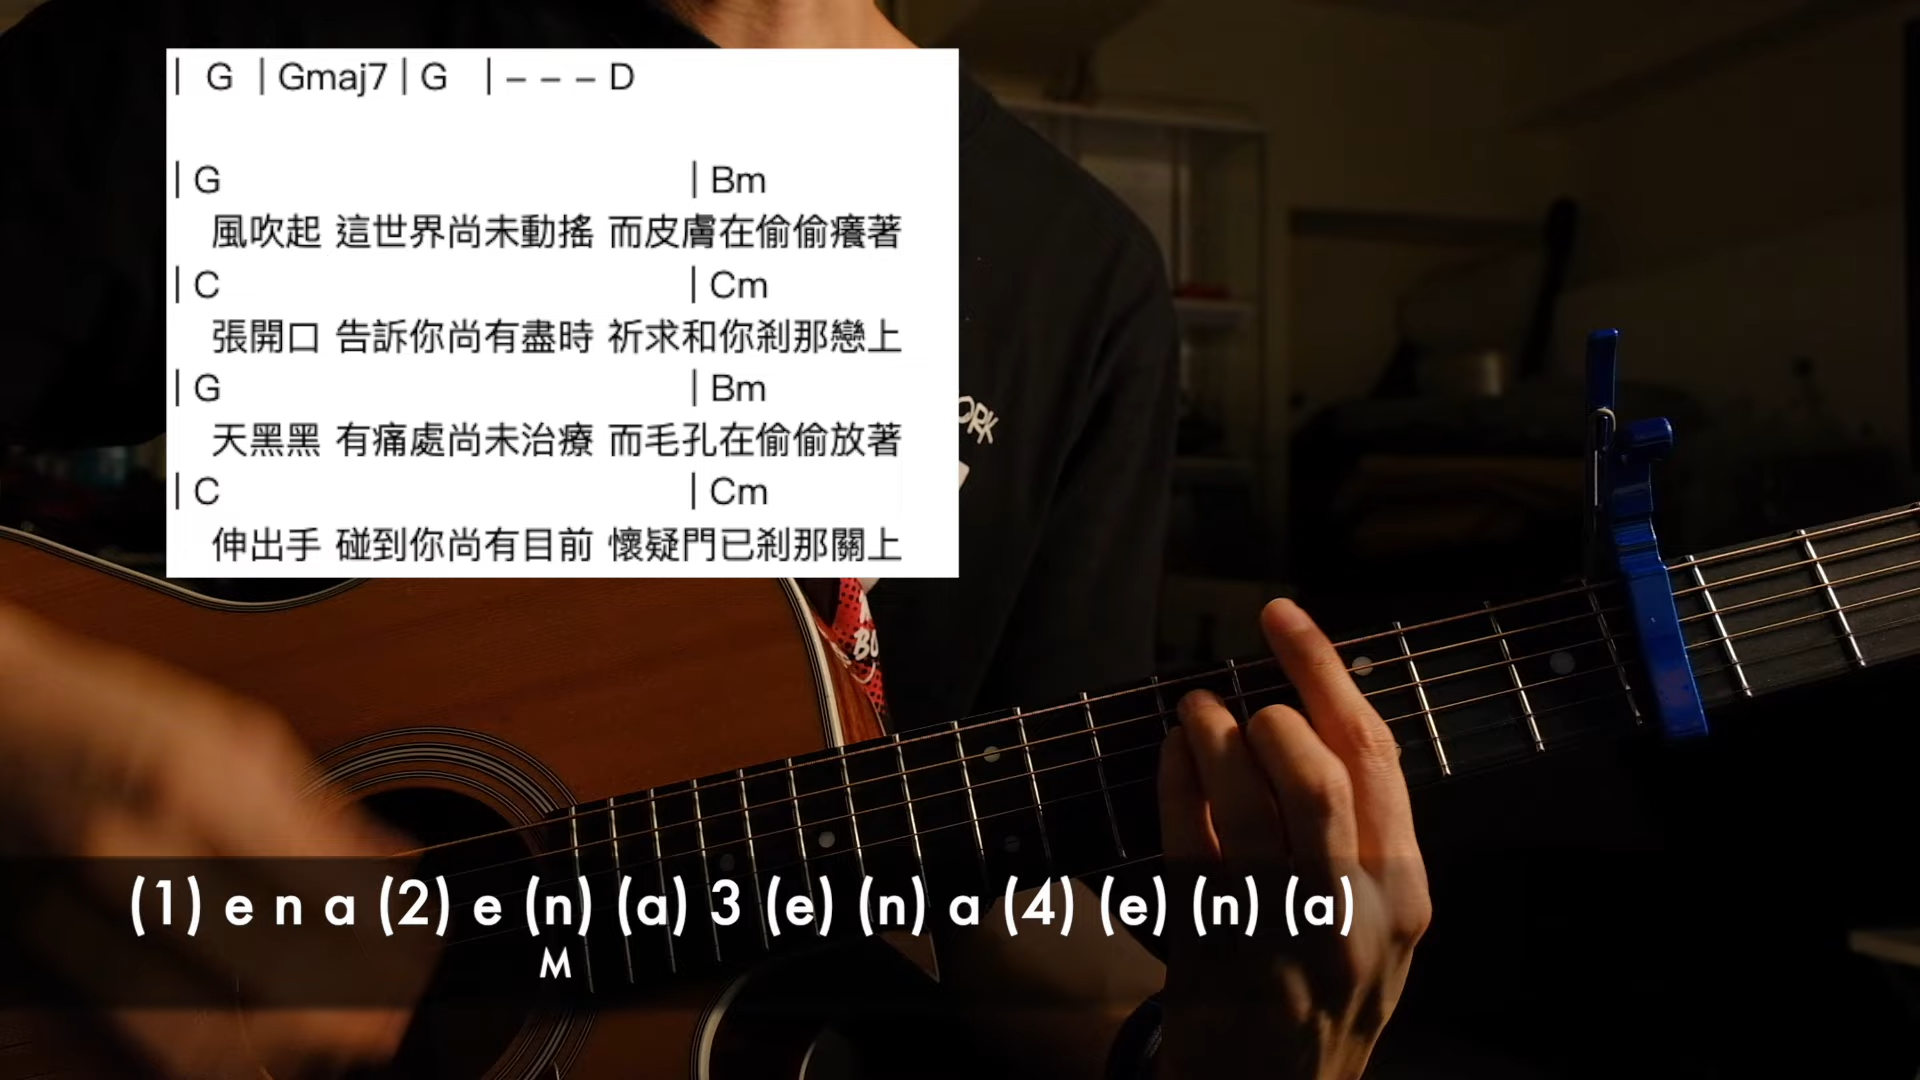 | G | Gmaj7 | G | – – – D
| G | Bm
風吹起 這世界尚未動搖 而皮膚在偷偷癢著
| C | Cm
張開口 告訴你尚有盡時 祈求和你剎那戀上
| G | Bm
天黑黑 有痛處尚未治療 而毛孔在偷偷放著
| C | Cm
伸出手 碰到你尚有目前 懷疑門已剎那關上
ORK
(1) e n a (2) e (n) (a) 3 (e) (n) a (4) (e) (n) (a)
M